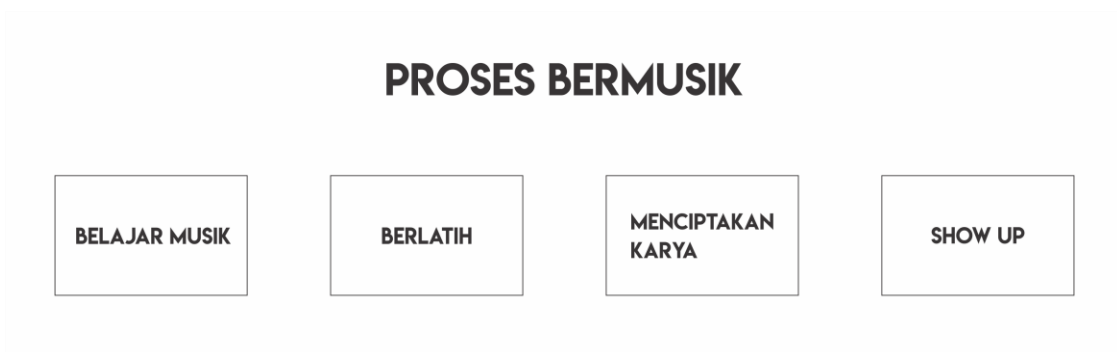 PROSES BERMUSIK
BELAJAR MUSIK
BERLATIH
MENCIPTAKAN
KARYA
SHOW UP